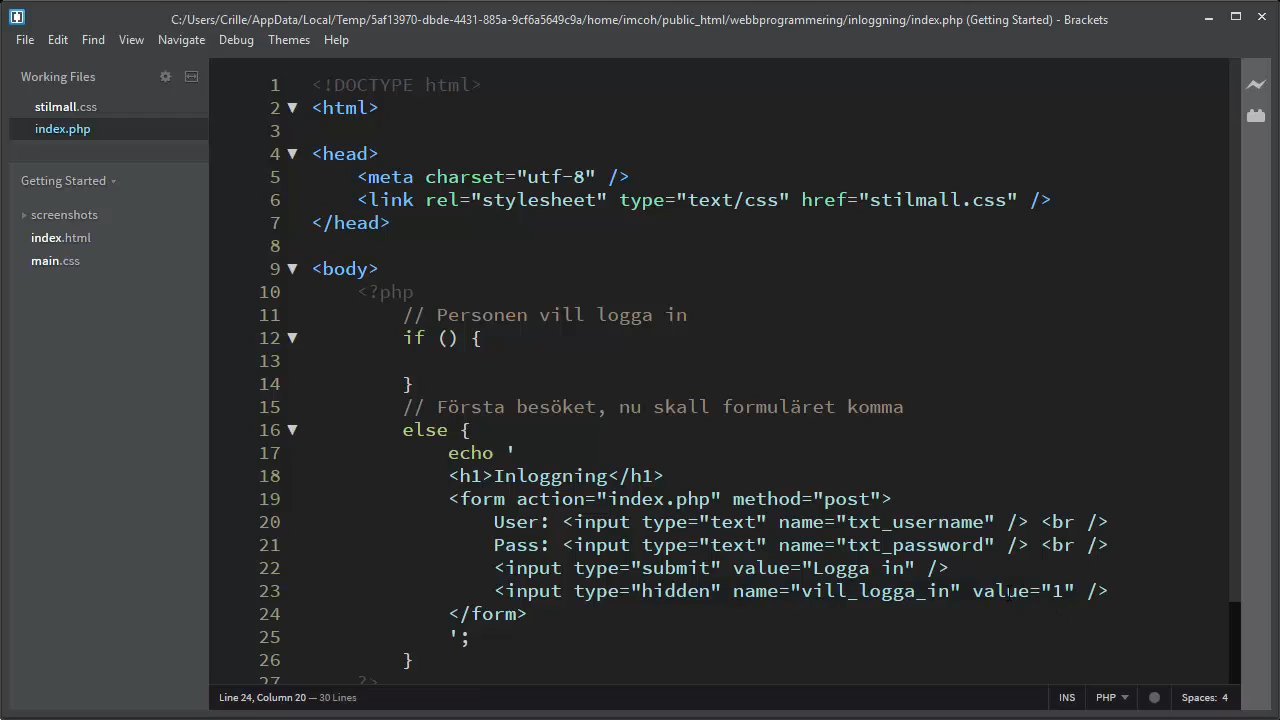 C:/Users/Crille/AppData/Local/Temp/5af13970-dbde-4431-885a-9cf6a5649c9a/home/imcoh/public_html/webbprogrammering/inloggning/index.php (Getting Started) - Brackets
File Edit Find View Navigate Debug Themes Help
Working Files
stilmall.css
index.php
Getting Started
screenshots
index.html
main.css
1 <!DOCTYPE html>
2 <html>
3
4 <head>
5 <meta charset="utf-8" />
6 <link rel="stylesheet" type="text/css" href="stilmall.css" />
7 </head>
8
9 <body>
10 <?php
11 // Personen vill logga in
12 if () {
13
14 }
15 // Första besöket, nu skall formuläret komma
16 else {
17 echo '
18 <h1>Inloggning</h1>
19 <form action="index.php" method="post">
20 User: <input type="text" name="txt_username" /> <br />
21 Pass: <input type="text" name="txt_password" /> <br />
22 <input type="submit" value="Logga in" />
23 <input type="hidden" name="vill_logga_in" value="1" />
24 </form>
25 ';
26 }
27 ?>
Line 24, Column 20 — 30 Lines INS PHP Spaces: 4